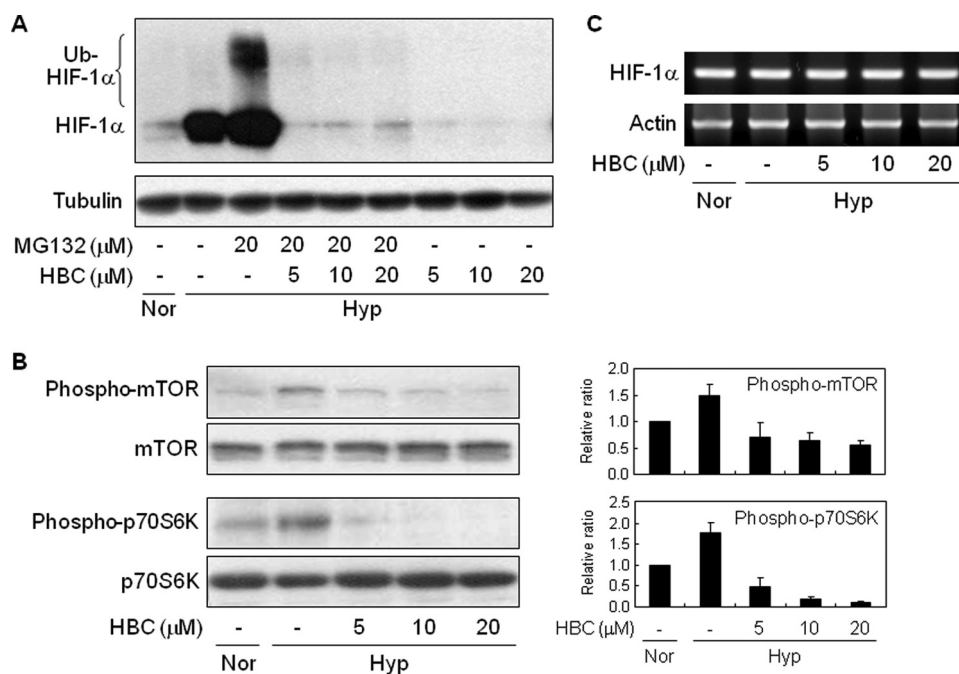 A
Ub-
HIF-1α
HIF-1α
Tubulin
MG132 (μM) - - 20 20 20 20 - - -
HBC (μM) - - - 5 10 20 5 10 20
Nor Hyp
C
HIF-1α
Actin
HBC (μM) - - 5 10 20
Nor Hyp
B
Phospho-mTOR
mTOR
Phospho-p70S6K
p70S6K
HBC (μM) - - 5 10 20
Nor Hyp
Phospho-mTOR
Relative ratio
2.0
1.5
1.0
0.5
0.0
Phospho-p70S6K
Relative ratio
2.5
2.0
1.5
1.0
0.5
0.0
HBC (μM) - - 5 10 20
Nor Hyp